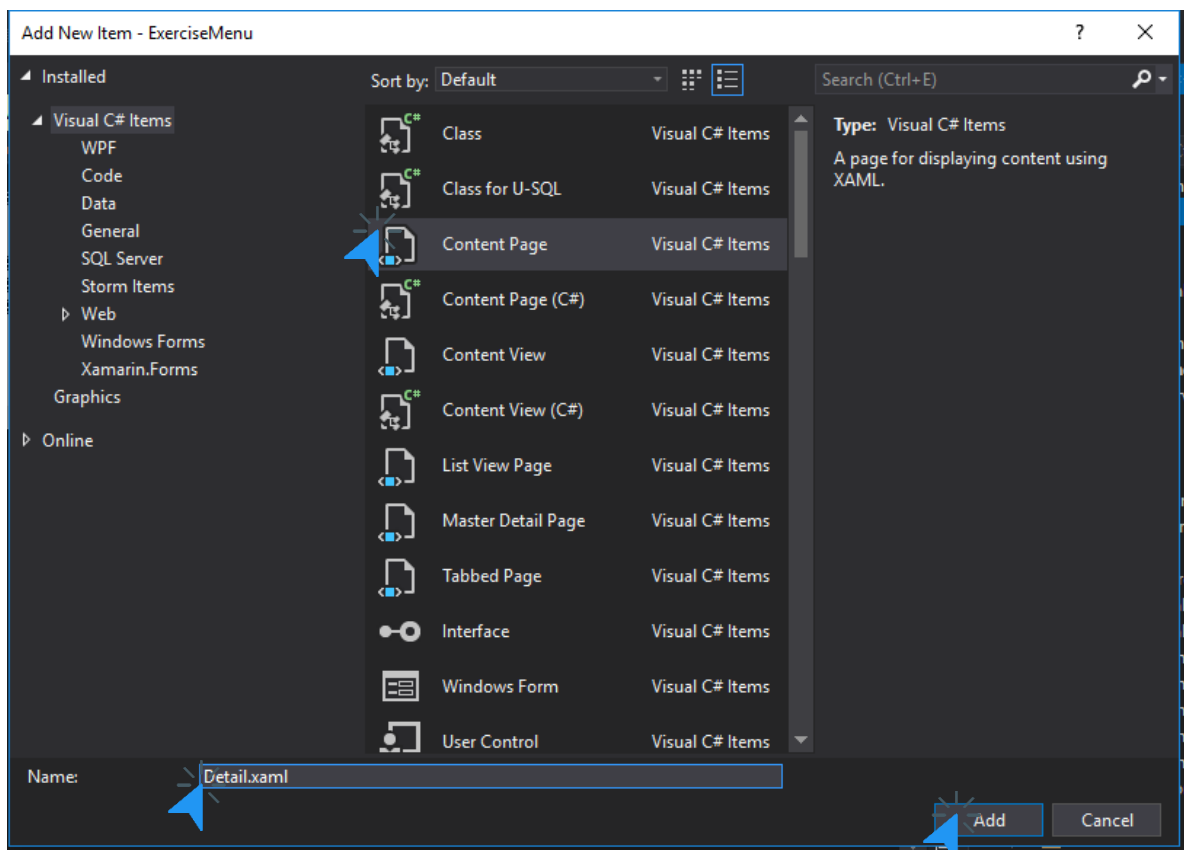 Add New Item - ExerciseMenu
?
Installed
Sort by: Default
Search (Ctrl+E)
Visual C# Items
WPF
Code
Data
General
SQL Server
Storm Items
Web
Windows Forms
Xamarin.Forms
Graphics
Online
C# Class Visual C# Items
C# Class for U-SQL Visual C# Items
Content Page Visual C# Items
C# Content Page (C#) Visual C# Items
Content View Visual C# Items
C# Content View (C#) Visual C# Items
List View Page Visual C# Items
Master Detail Page Visual C# Items
Tabbed Page Visual C# Items
Interface Visual C# Items
Windows Form Visual C# Items
User Control Visual C# Items
Type: Visual C# Items
A page for displaying content using
XAML.
Name: Detail.xaml
Add Cancel